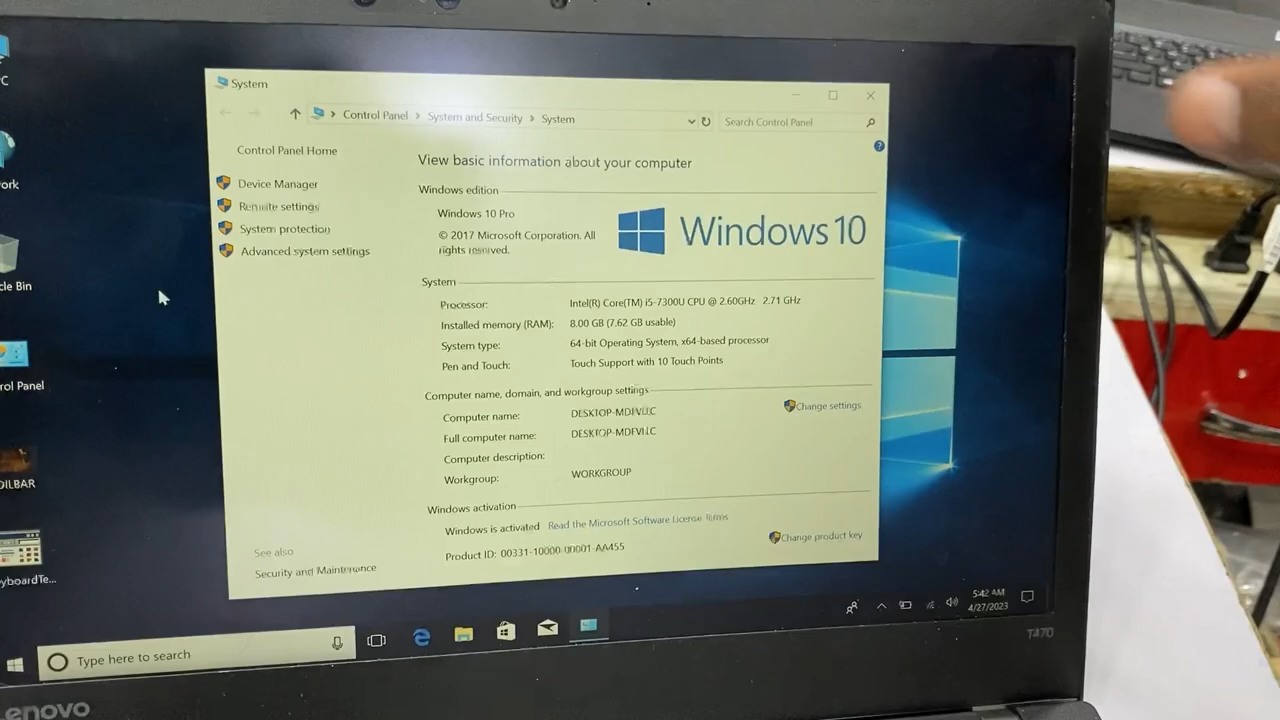 System
Control Panel > System and Security > System
Search Control Panel
Control Panel Home
Device Manager
Remote settings
System protection
Advanced system settings
See also
Security and Maintenance
View basic information about your computer
Windows edition
Windows 10 Pro
© 2017 Microsoft Corporation. All
rights reserved.
Windows 10
System
Processor: Intel(R) Core(TM) i5-7300U CPU @ 2.60GHz 2.71 GHz
Installed memory (RAM): 8.00 GB (7.62 GB usable)
System type: 64-bit Operating System, x64-based processor
Pen and Touch: Touch Support with 10 Touch Points
Computer name, domain, and workgroup settings
Computer name:
Change settings
Full computer name:
Computer description:
Workgroup: WORKGROUP
Windows activation
Windows is activated Read the Microsoft Software License Terms
Product ID: 00331-10000-00001-AA455
Change product key
C
ork
cle Bin
rol Panel
DILBAR
yboardTe...
Type here to search
5:42 AM
4/27/2023
T470
enovo